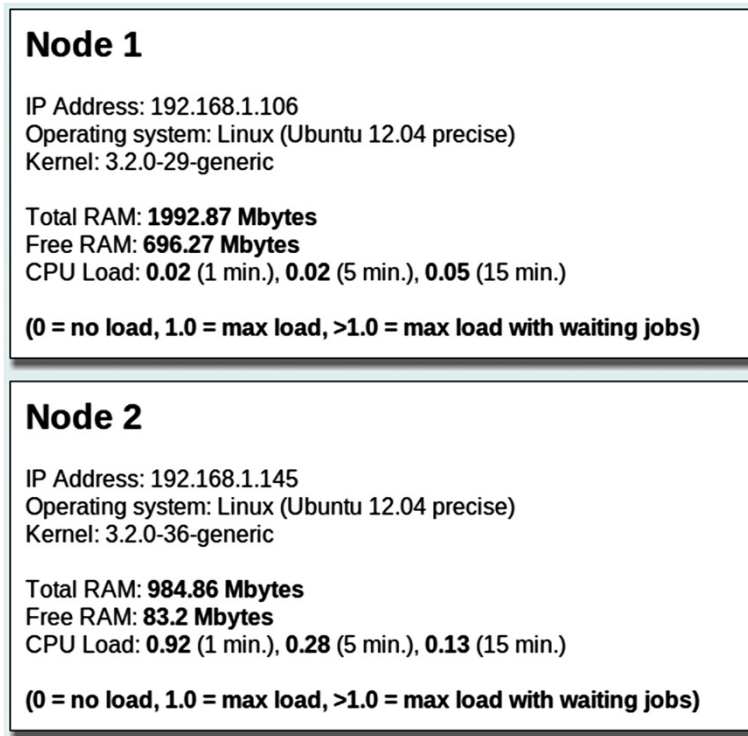 Node 1
IP Address: 192.168.1.106
Operating system: Linux (Ubuntu 12.04 precise)
Kernel: 3.2.0-29-generic
Total RAM: 1992.87 Mbytes
Free RAM: 696.27 Mbytes
CPU Load: 0.02 (1 min.), 0.02 (5 min.), 0.05 (15 min.)
(0 = no load, 1.0 = max load, >1.0 = max load with waiting jobs)
Node 2
IP Address: 192.168.1.145
Operating system: Linux (Ubuntu 12.04 precise)
Kernel: 3.2.0-36-generic
Total RAM: 984.86 Mbytes
Free RAM: 83.2 Mbytes
CPU Load: 0.92 (1 min.), 0.28 (5 min.), 0.13 (15 min.)
(0 = no load, 1.0 = max load, >1.0 = max load with waiting jobs)